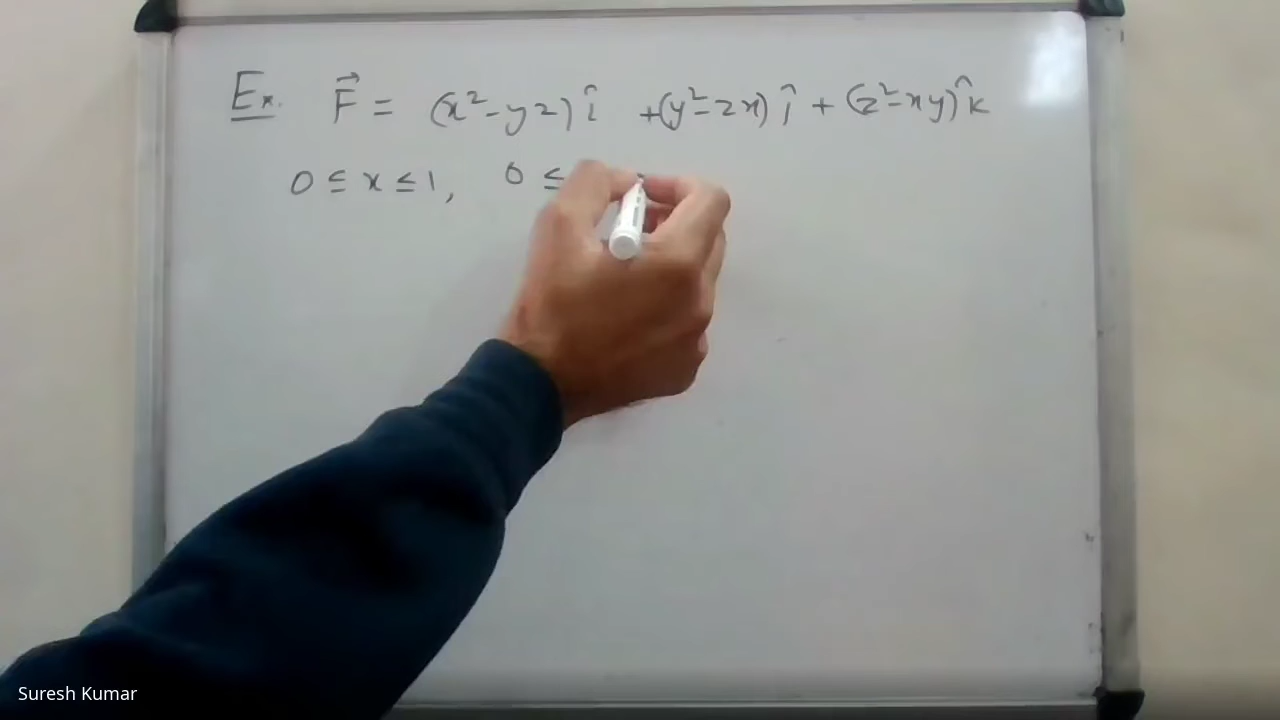 Ex. F⃗ = (x² - yz) î + (y² - zx) ĵ + (z² - xy) k̂
0 ≤ x ≤ 1, 0 ≤
Suresh Kumar